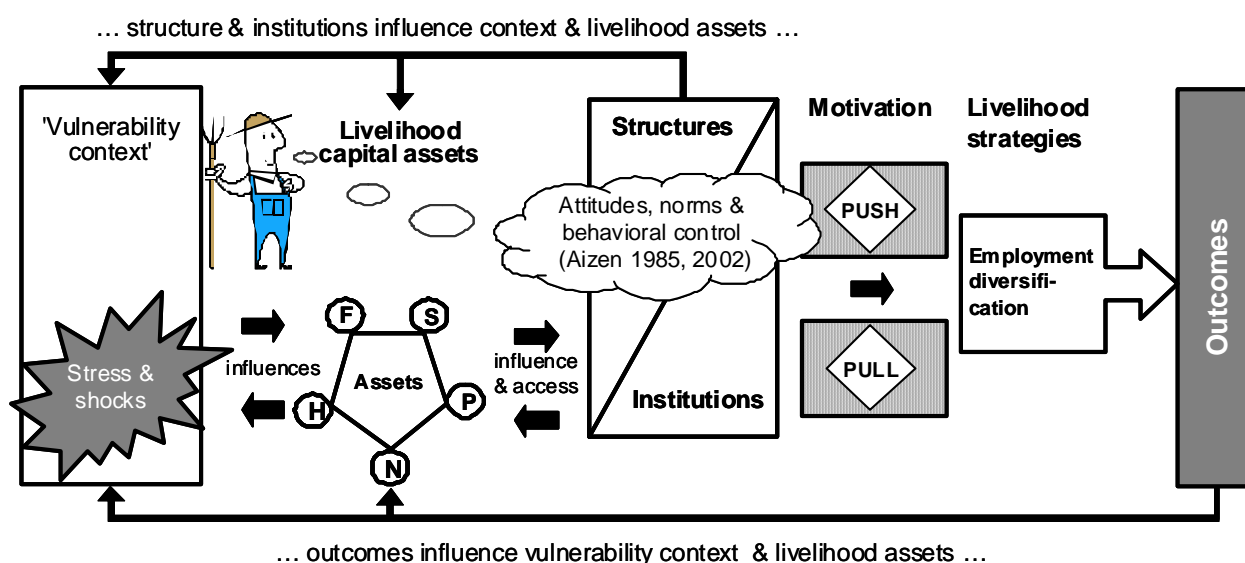 … structure & institutions influence context & livelihood assets …
'Vulnerability
context'
Livelihood
capital assets
Structures
Motivation
Livelihood
strategies
Attitudes, norms &
behavioral control
(Aizen 1985, 2002)
PUSH
Employment
diversifi-
cation
Outcomes
F
S
influences
Assets
influence
& access
Stress &
shocks
H
P
Institutions
PULL
N
… outcomes influence vulnerability context & livelihood assets …